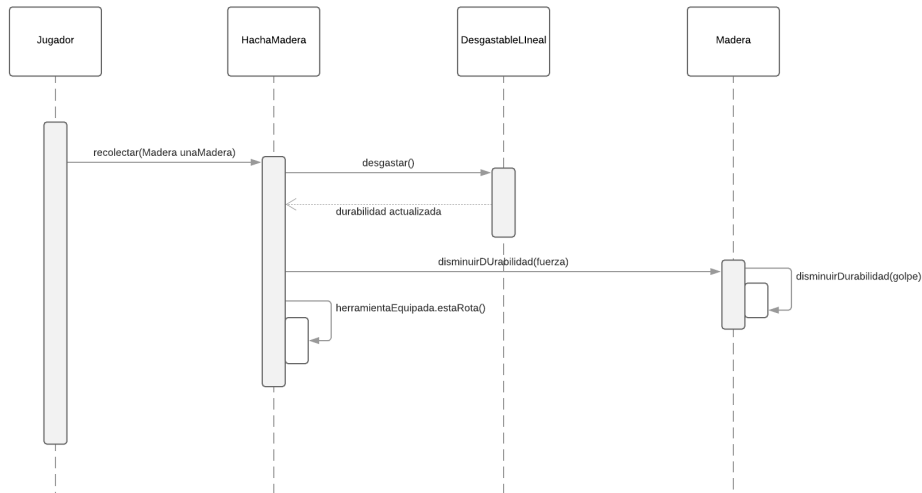 Jugador
HachaMadera
DesgastableLIneal
Madera
recolectar(Madera unaMadera)
desgastar()
durabilidad actualizada
disminuirDUrabilidad(fuerza)
disminuirDurabilidad(golpe)
herramientaEquipada.estaRota()